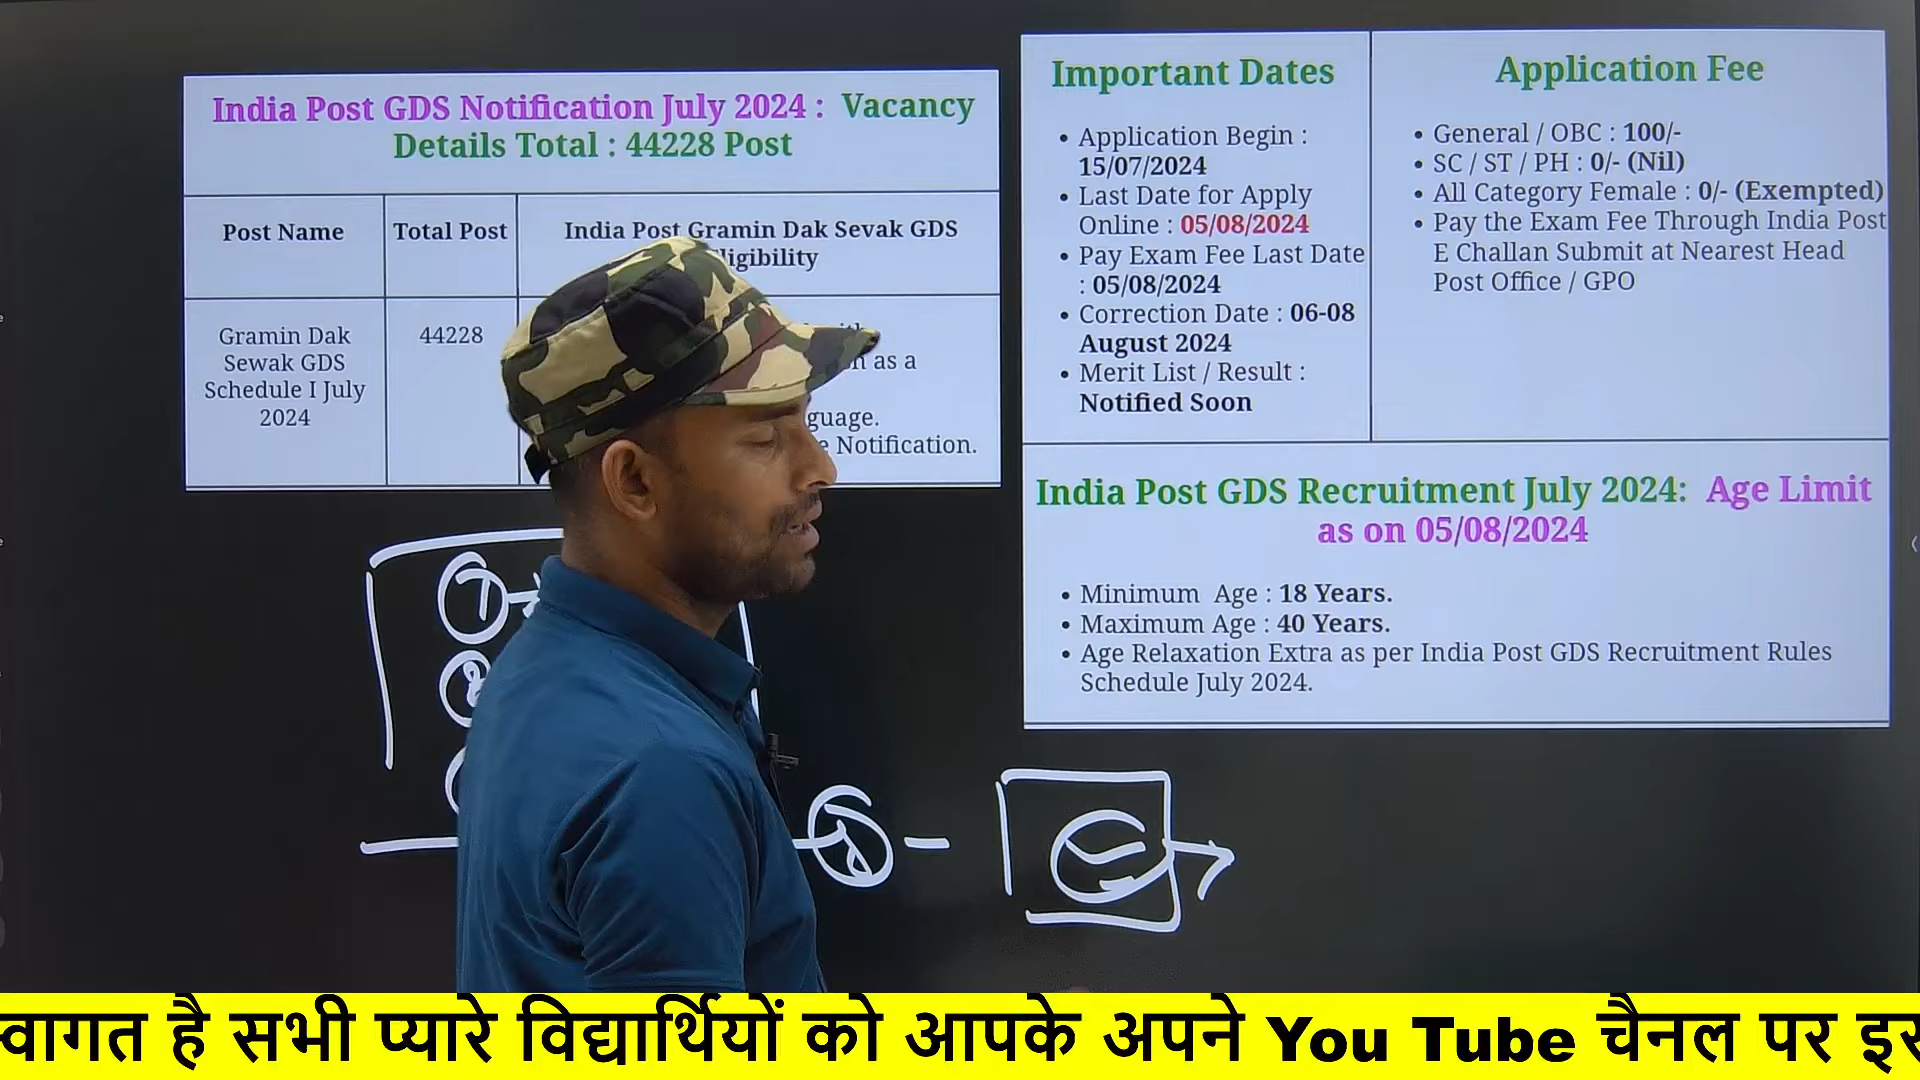 India Post GDS Notification July 2024 : Vacancy
Details Total : 44228 Post
Post Name
Total Post
India Post Gramin Dak Sevak GDS
ligibility
Gramin Dak
Sewak GDS
Schedule I July
2024
44228
as a
guage.
Notification.
Important Dates
• Application Begin :
15/07/2024
• Last Date for Apply
Online : 05/08/2024
• Pay Exam Fee Last Date
: 05/08/2024
• Correction Date : 06-08
August 2024
• Merit List / Result :
Notified Soon
Application Fee
• General / OBC : 100/-
• SC / ST / PH : 0/- (Nil)
• All Category Female : 0/- (Exempted)
• Pay the Exam Fee Through India Post
E Challan Submit at Nearest Head
Post Office / GPO
India Post GDS Recruitment July 2024: Age Limit
as on 05/08/2024
• Minimum Age : 18 Years.
• Maximum Age : 40 Years.
• Age Relaxation Extra as per India Post GDS Recruitment Rules
Schedule July 2024.
वागत है सभी प्यारे विद्यार्थियों को आपके अपने You Tube चैनल पर इस